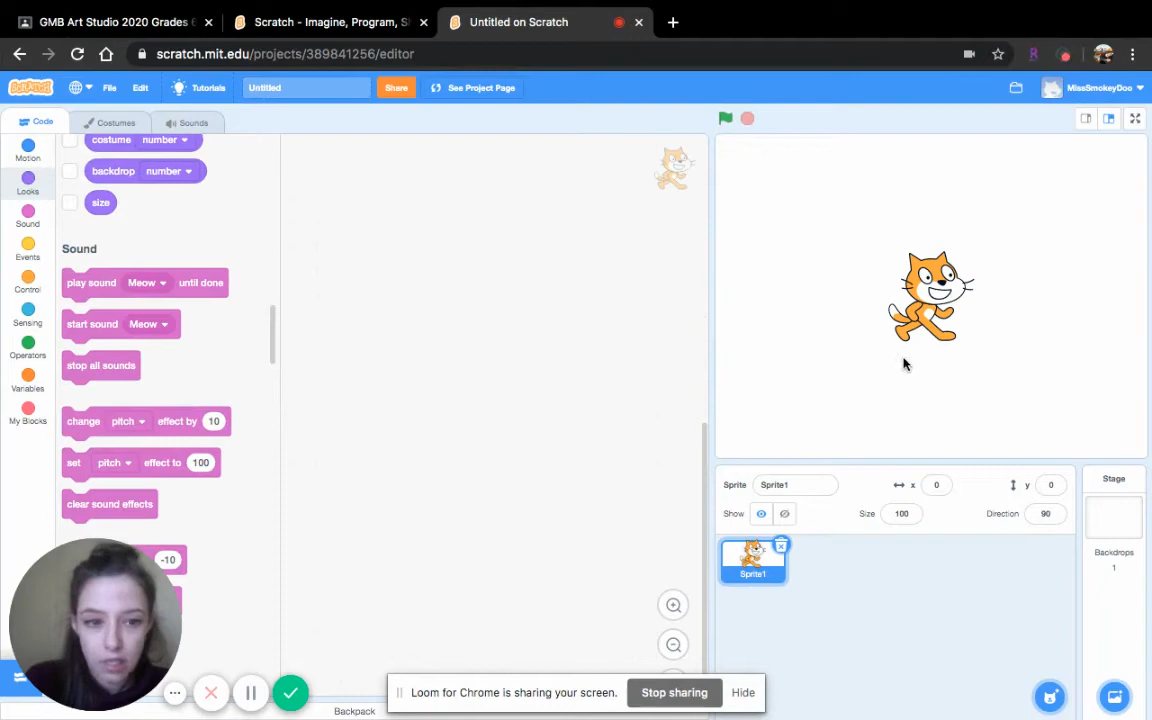 GMB Art Studio 2020 Grades 6
Scratch - Imagine, Program, S
Untitled on Scratch
scratch.mit.edu/projects/389841256/editor
SCRATCH
File
Edit
Tutorials
Untitled
Share
See Project Page
MissSmokeyDoo
Code
Costumes
Sounds
Motion
Looks
Sound
Events
Control
Sensing
Operators
Variables
My Blocks
costume number
backdrop number
size
Sound
play sound Meow until done
start sound Meow
stop all sounds
change pitch effect by 10
set pitch effect to 100
clear sound effects
-10
Sprite Sprite1 x 0 y 0
Show Size 100 Direction 90
Sprite1
Stage
Backdrops
1
Loom for Chrome is sharing your screen. Stop sharing Hide
Backpack